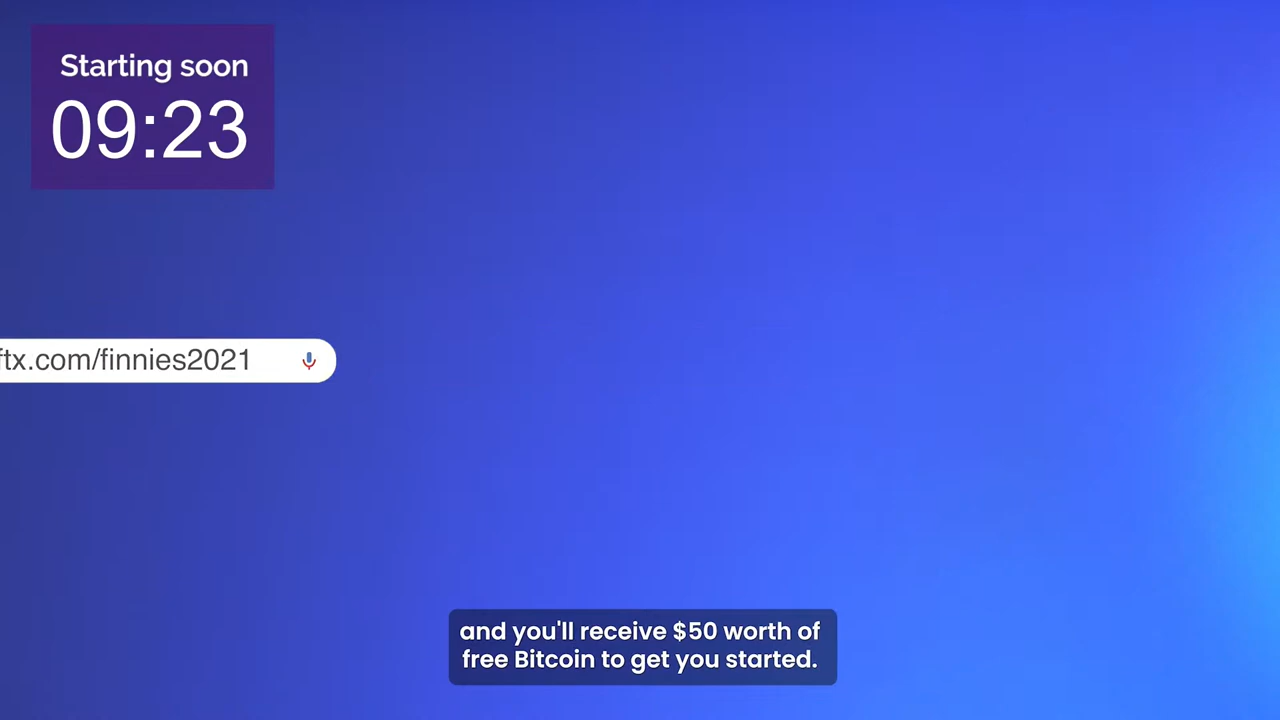 Starting soon
09:23
ftx.com/finnies2021
and you'll receive $50 worth of
free Bitcoin to get you started.